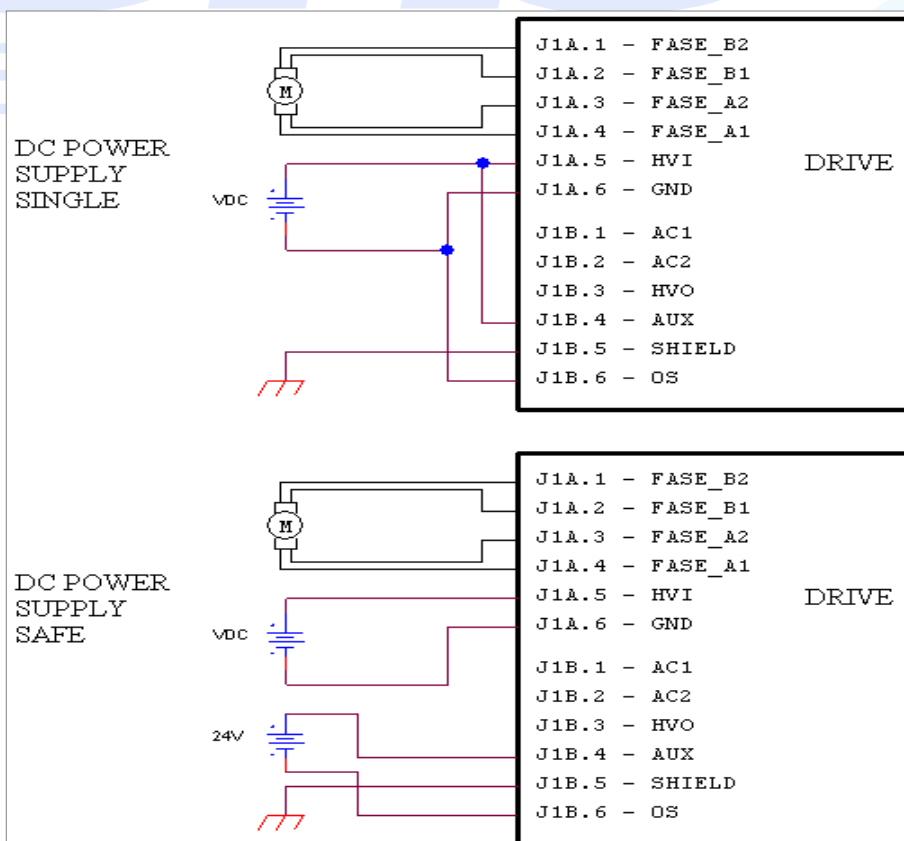 J1A.1 - FASE_B2
J1A.2 - FASE_B1
M
J1A.3 - FASE_A2
J1A.4 - FASE_A1
DC POWER
SUPPLY
SINGLE
J1A.5 - HVI
DRIVE
VDC
J1A.6 - GND
J1B.1 - AC1
J1B.2 - AC2
J1B.3 - HVO
J1B.4 - AUX
J1B.5 - SHIELD
J1B.6 - OS
J1A.1 - FASE_B2
J1A.2 - FASE_B1
M
J1A.3 - FASE_A2
J1A.4 - FASE_A1
DC POWER
SUPPLY
SAFE
J1A.5 - HVI
DRIVE
VDC
J1A.6 - GND
J1B.1 - AC1
J1B.2 - AC2
J1B.3 - HVO
24V
J1B.4 - AUX
J1B.5 - SHIELD
J1B.6 - OS